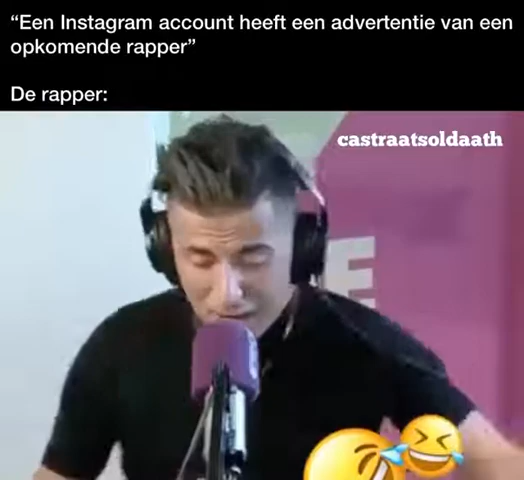 “Een Instagram account heeft een advertentie van een
opkomende rapper”
De rapper:
castraatsoldaath
E